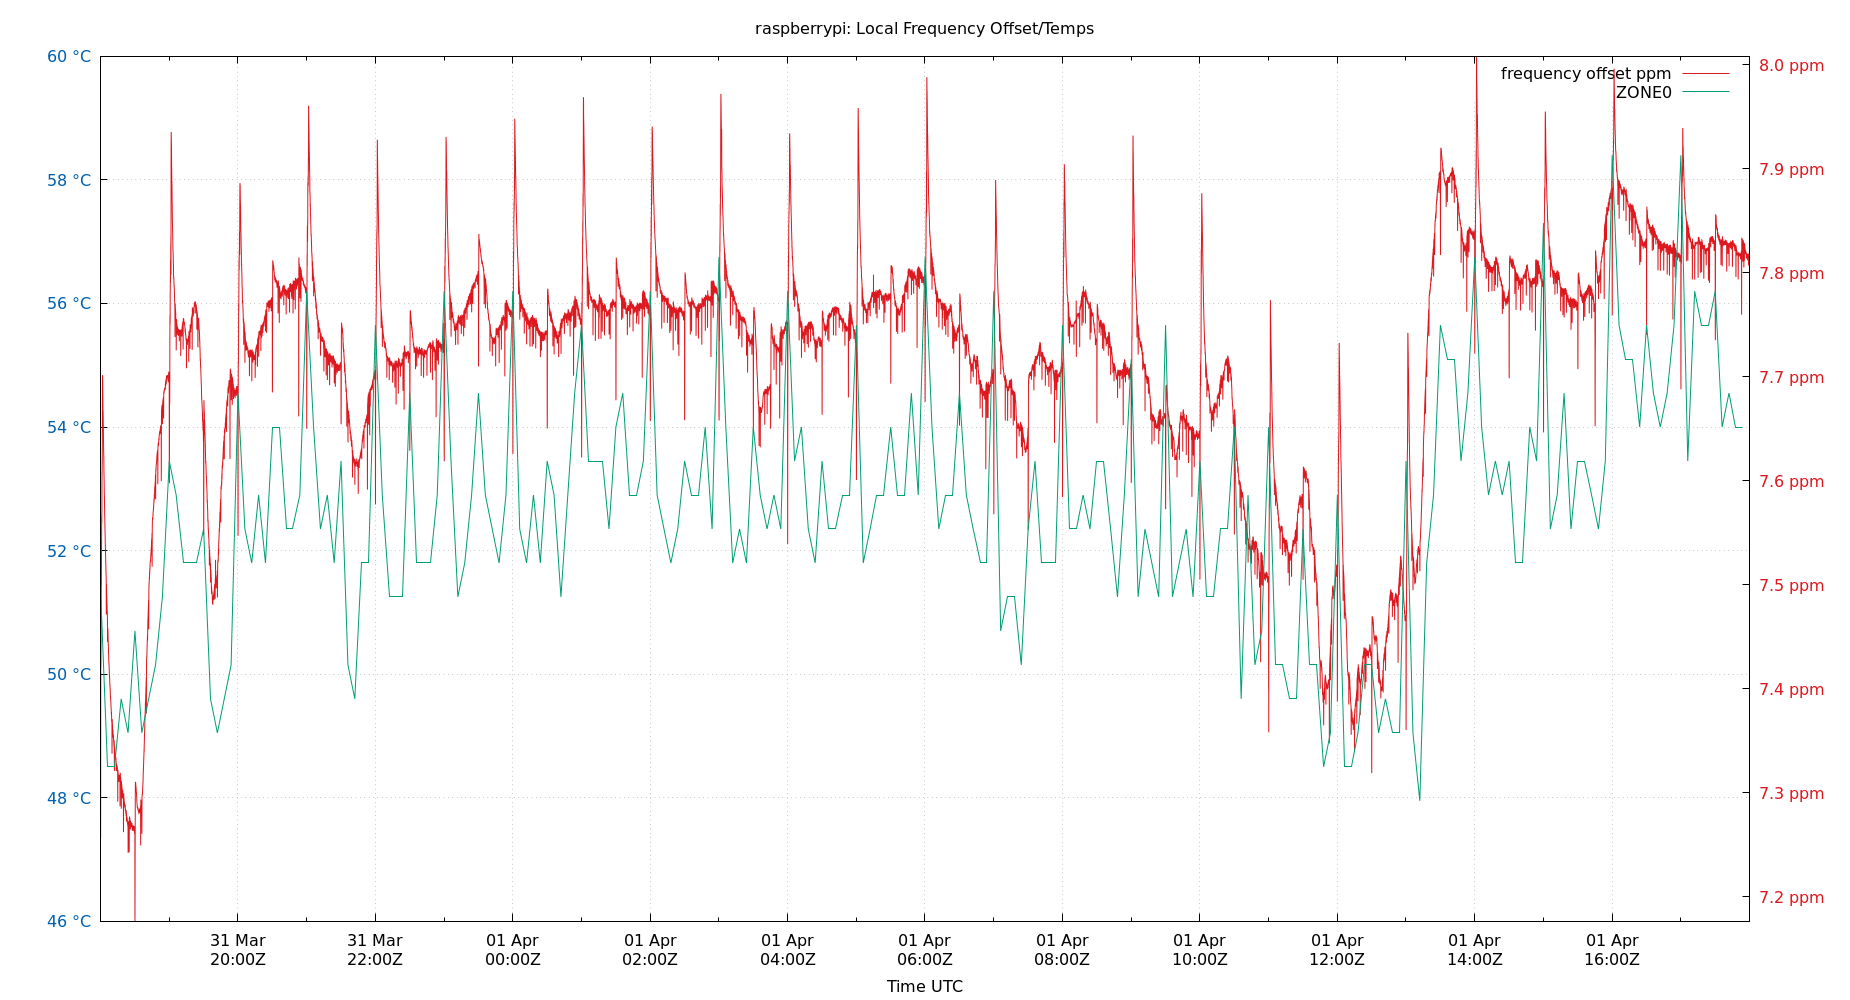 raspberrypi: Local Frequency Offset/Temps
60 °C
58 °C
56 °C
54 °C
52 °C
50 °C
48 °C
46 °C
8.0 ppm
7.9 ppm
7.8 ppm
7.7 ppm
7.6 ppm
7.5 ppm
7.4 ppm
7.3 ppm
7.2 ppm
frequency offset ppm
ZONE0
31 Mar
20:00Z
31 Mar
22:00Z
01 Apr
00:00Z
01 Apr
02:00Z
01 Apr
04:00Z
01 Apr
06:00Z
01 Apr
08:00Z
01 Apr
10:00Z
01 Apr
12:00Z
01 Apr
14:00Z
01 Apr
16:00Z
Time UTC